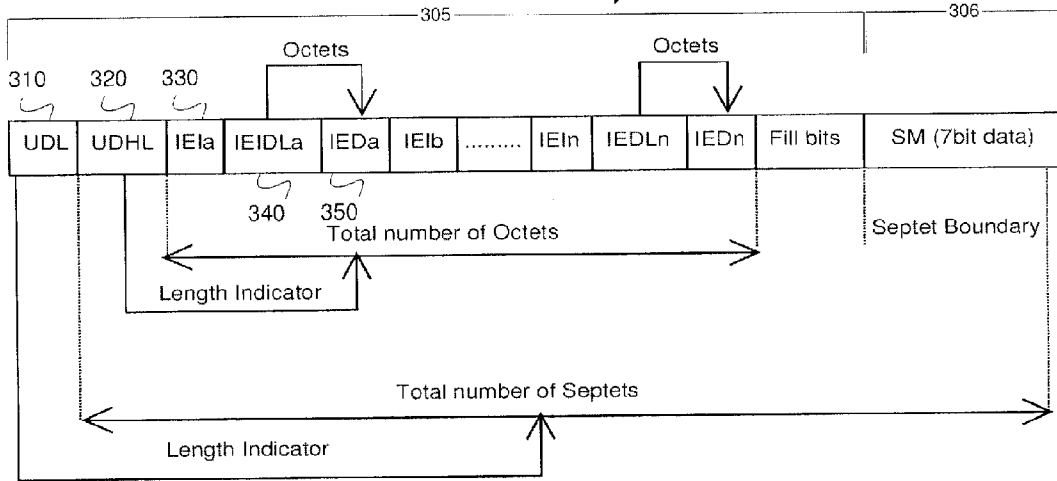 305 306
Octets Octets
310 320 330
UDL UDHL IEIa IEIDLa IEDa IEIb ......... IEIn IEDLn IEDn Fill bits SM (7bit data)
340 350
Total number of Octets Septet Boundary
Length Indicator
Total number of Septets
Length Indicator